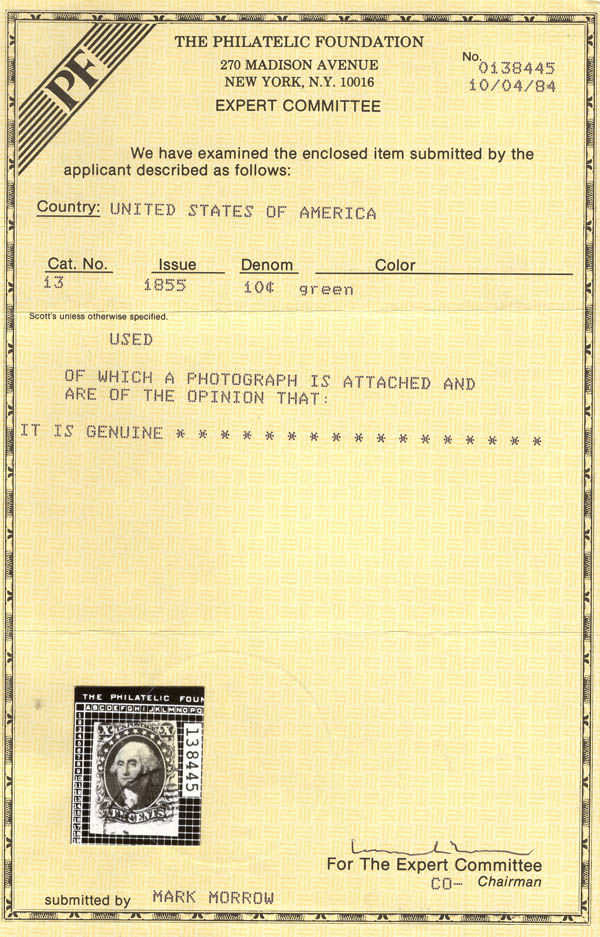 PF
THE PHILATELIC FOUNDATION
270 MADISON AVENUE
NEW YORK, N.Y. 10016
EXPERT COMMITTEE
No. 0138445
10/04/84
We have examined the enclosed item submitted by the
applicant described as follows:
Country: UNITED STATES OF AMERICA
Cat. No. Issue Denom Color
13 1855 10¢ green
Scott's unless otherwise specified.
USED
OF WHICH A PHOTOGRAPH IS ATTACHED AND
ARE OF THE OPINION THAT:
IT IS GENUINE * * * * * * * * * * * * * * * * *
THE PHILATELIC FOUN
ABCDEFGHIJKLMNOPQ
138445
X X
TEN CENTS
For The Expert Committee
CO- Chairman
submitted by MARK MORROW